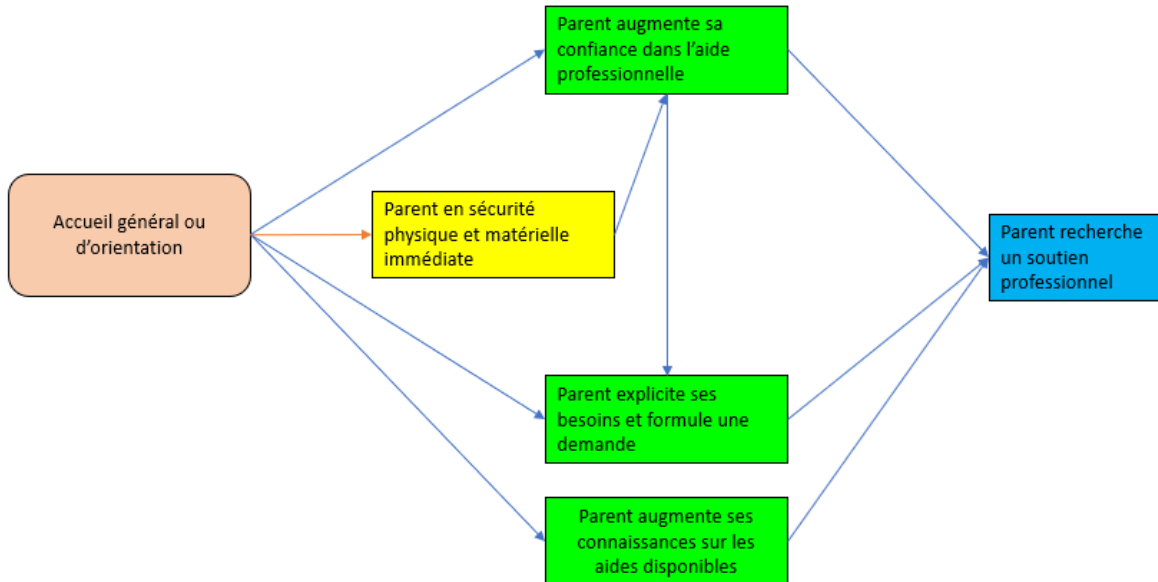 Parent augmente sa
confiance dans l'aide
professionnelle
Accueil général ou
d'orientation
Parent en sécurité
physique et matérielle
immédiate
Parent recherche
un soutien
professionnel
Parent explicite ses
besoins et formule une
demande
Parent augmente ses
connaissances sur les
aides disponibles